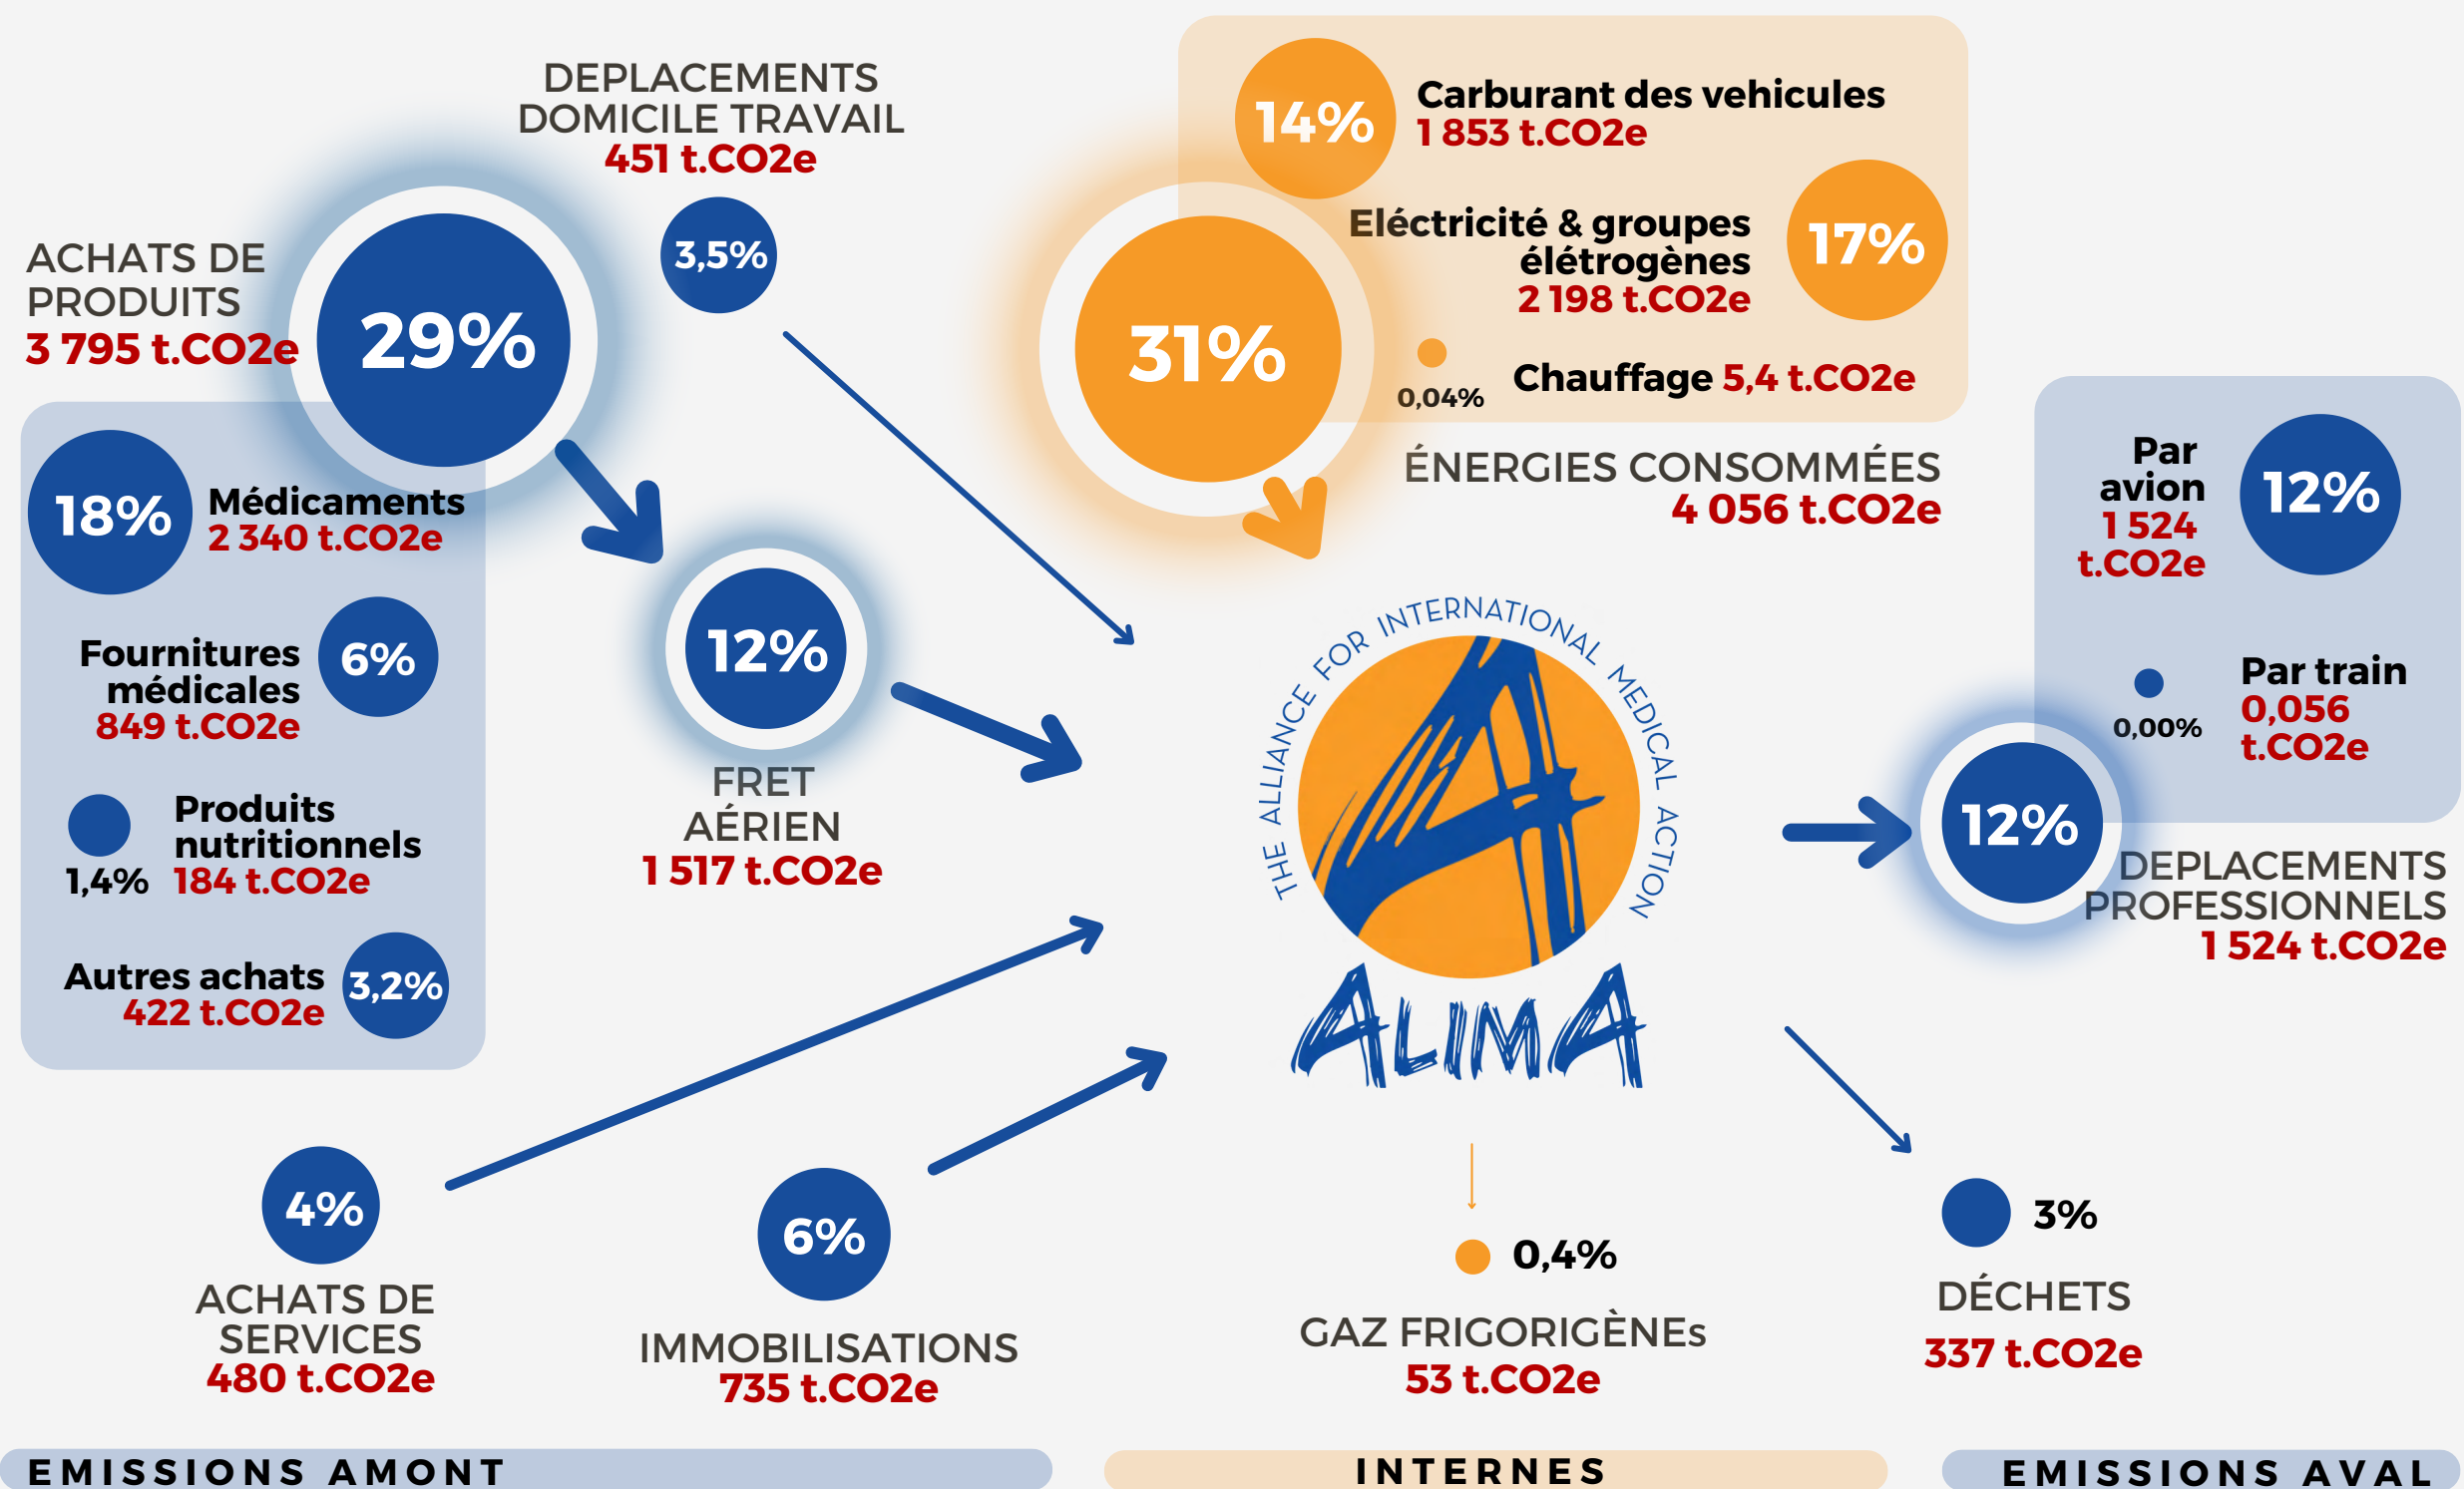 DEPLACEMENTS
DOMICILE TRAVAIL
451 t.CO2e
3,5%
ACHATS DE
PRODUITS
3 795 t.CO2e
29%
18%
Médicaments
2 340 t.CO2e
Fournitures
médicales
849 t.CO2e
6%
1,4%
Produits
nutritionnels
184 t.CO2e
Autres achats
422 t.CO2e
3,2%
12%
FRET
AÉRIEN
1 517 t.CO2e
4%
ACHATS DE
SERVICES
480 t.CO2e
6%
IMMOBILISATIONS
735 t.CO2e
14%
Carburant des vehicules
1 853 t.CO2e
Eléctricité & groupes
élétrogènes
2 198 t.CO2e
17%
31%
0,04%
Chauffage 5,4 t.CO2e
ÉNERGIES CONSOMMÉES
4 056 t.CO2e
THE ALLIANCE FOR INTERNATIONAL MEDICAL ACTION
ALIMA
0,4%
GAZ FRIGORIGÈNEs
53 t.CO2e
Par
avion
1 524
t.CO2e
12%
0,00%
Par train
0,056
t.CO2e
12%
DEPLACEMENTS
PROFESSIONNELS
1 524 t.CO2e
3%
DÉCHETS
337 t.CO2e
EMISSIONS AMONT
INTERNES
EMISSIONS AVAL